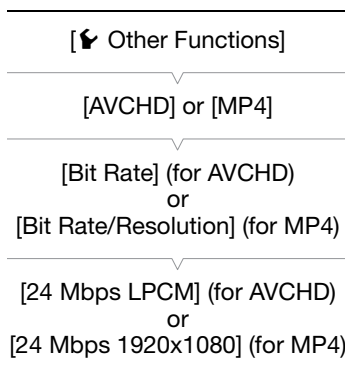 [Other Functions]
[AVCHD] or [MP4]
[Bit Rate] (for AVCHD)
or
[Bit Rate/Resolution] (for MP4)
[24 Mbps LPCM] (for AVCHD)
or
[24 Mbps 1920x1080] (for MP4)